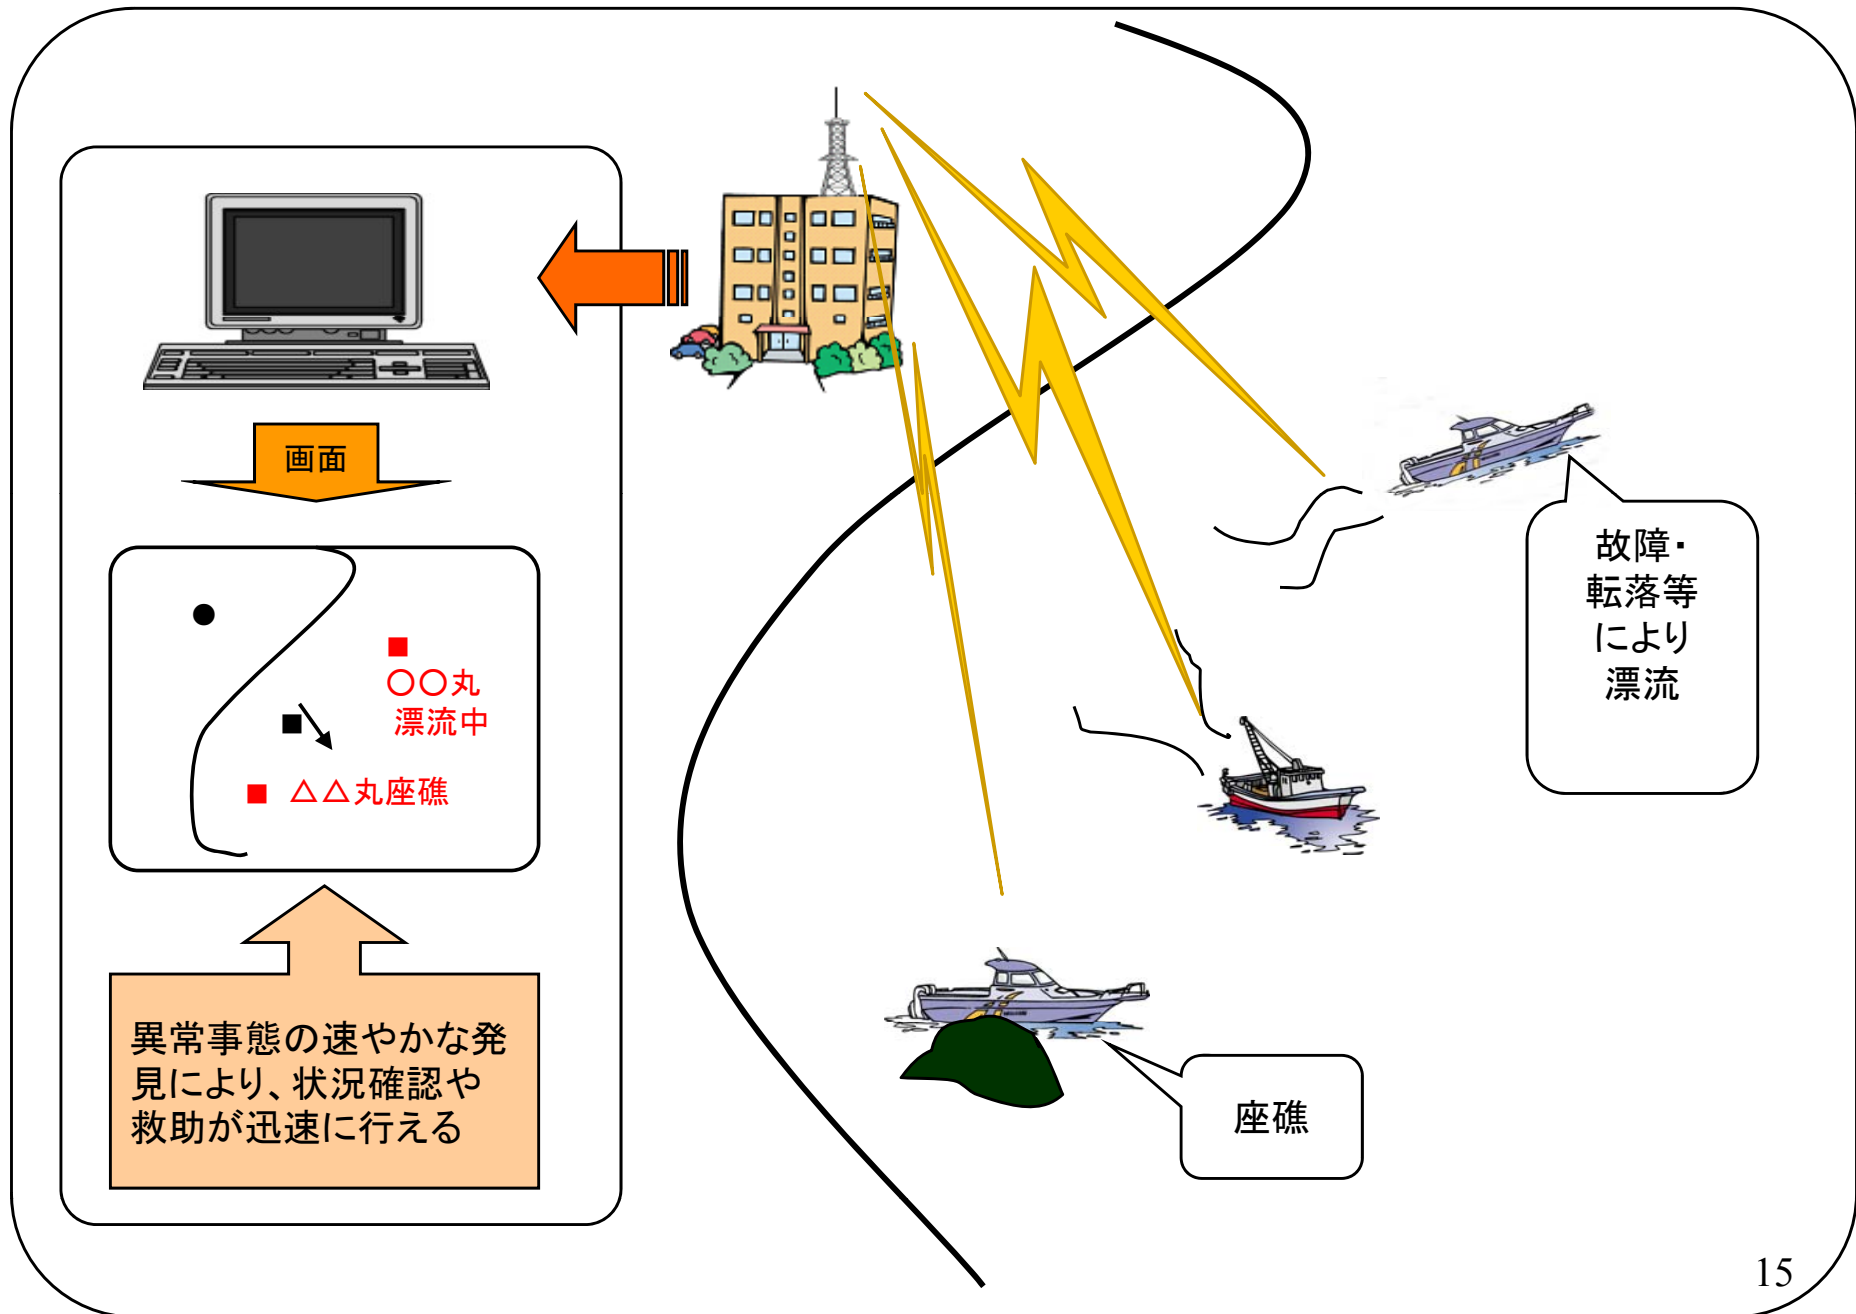 画面
○○丸
漂流中
△△丸座礁
異常事態の速やかな発
見により、状況確認や
救助が迅速に行える
故障・
転落等
により
漂流
座礁
15